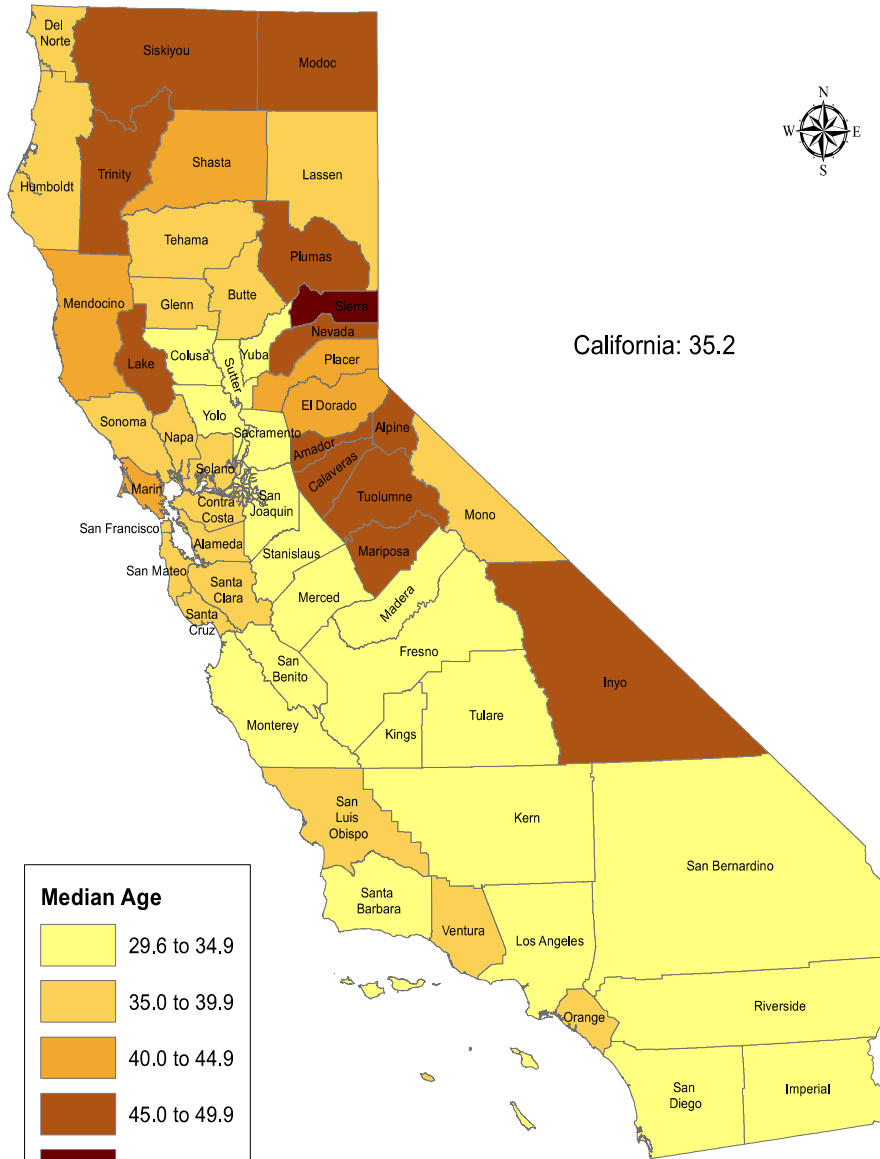 Del
Norte
Siskiyou
Modoc
N
W
E
S
Humboldt
Trinity
Shasta
Lassen
Tehama
Plumas
Mendocino
Glenn
Butte
Sierra
Nevada
Lake
Colusa
Sutter
Yuba
Placer
California: 35.2
Yolo
El Dorado
Sonoma
Napa
Sacramento
Alpine
Amador
Solano
Calaveras
Marin
Tuolumne
Contra
Costa
San
Joaquin
Mono
San Francisco
Alameda
Stanislaus
Mariposa
San Mateo
Santa
Clara
Merced
Madera
Santa
Cruz
San
Benito
Fresno
Inyo
Monterey
Kings
Tulare
San
Luis
Obispo
Kern
San Bernardino
Santa
Barbara
Ventura
Los Angeles
Orange
Riverside
San
Diego
Imperial
Median Age
29.6 to 34.9
35.0 to 39.9
40.0 to 44.9
45.0 to 49.9